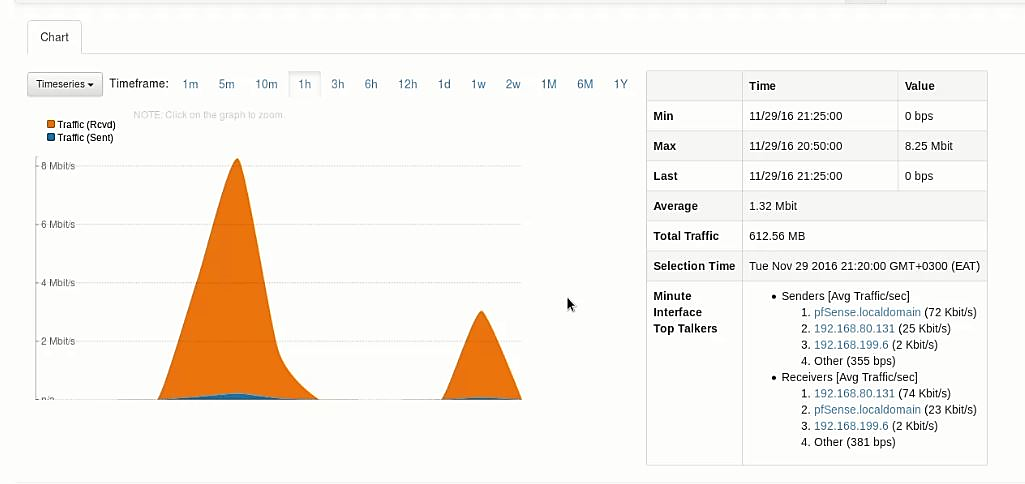 Chart
Timeseries Timeframe: 1m 5m 10m 1h 3h 6h 12h 1d 1w 2w 1M 6M 1Y
NOTE: Click on the graph to zoom.
Traffic (Rcvd)
Traffic (Sent)
8 Mbit/s
6 Mbit/s
4 Mbit/s
2 Mbit/s
Time Value
Min 11/29/16 21:25:00 0 bps
Max 11/29/16 20:50:00 8.25 Mbit
Last 11/29/16 21:25:00 0 bps
Average 1.32 Mbit
Total Traffic 612.56 MB
Selection Time Tue Nov 29 2016 21:20:00 GMT+0300 (EAT)
Minute
Interface
Top Talkers
• Senders [Avg Traffic/sec]
1. pfSense.localdomain (72 Kbit/s)
2. 192.168.80.131 (25 Kbit/s)
3. 192.168.199.6 (2 Kbit/s)
4. Other (355 bps)
• Receivers [Avg Traffic/sec]
1. 192.168.80.131 (74 Kbit/s)
2. pfSense.localdomain (23 Kbit/s)
3. 192.168.199.6 (2 Kbit/s)
4. Other (381 bps)